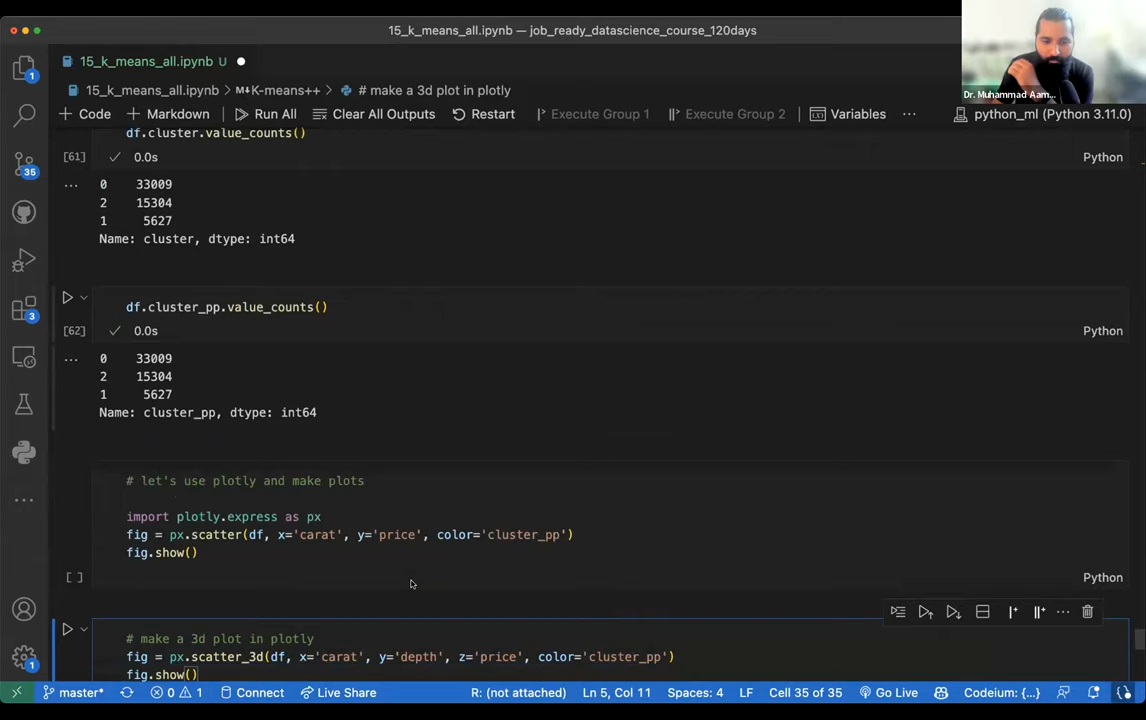 15_k_means_all.ipynb — job_ready_datascience_course_120days
15_k_means_all.ipynb U
15_k_means_all.ipynb > M↓ K-means++ > # make a 3d plot in plotly
+ Code + Markdown Run All Clear All Outputs Restart Execute Group 1 Execute Group 2 Variables ... python_ml (Python 3.11.0)
Dr. Muhammad Aam...
df.cluster.value_counts()
[61] 0.0s Python
... 0 33009
2 15304
1 5627
Name: cluster, dtype: int64
df.cluster_pp.value_counts()
[62] 0.0s Python
... 0 33009
2 15304
1 5627
Name: cluster_pp, dtype: int64
# let's use plotly and make plots
import plotly.express as px
fig = px.scatter(df, x='carat', y='price', color='cluster_pp')
fig.show()
[ ] Python
# make a 3d plot in plotly
fig = px.scatter_3d(df, x='carat', y='depth', z='price', color='cluster_pp')
fig.show()
1
35
3
1
master* 0 1 Connect Live Share R: (not attached) Ln 5, Col 11 Spaces: 4 LF Cell 35 of 35 Go Live Codeium: {...}